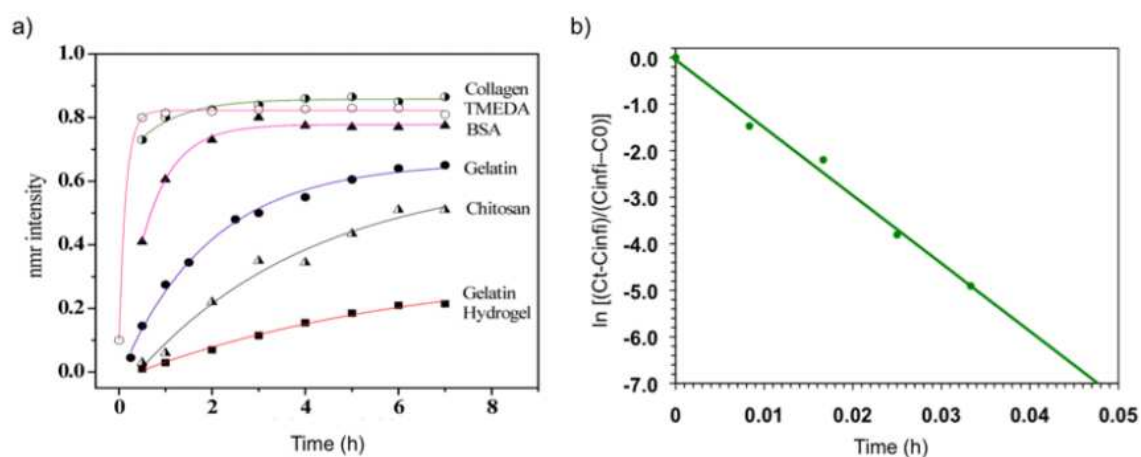 a)
nmr intensity
1.0
0.8
0.6
0.4
0.2
0.0
0 2 4 6 8
Time (h)
Collagen
TMEDA
BSA
Gelatin
Chitosan
Gelatin
Hydrogel
b)
ln [(Ct-Cinfi)/(Cinfi–C0)]
0.0
-1.0
-2.0
-3.0
-4.0
-5.0
-6.0
-7.0
0 0.01 0.02 0.03 0.04 0.05
Time (h)